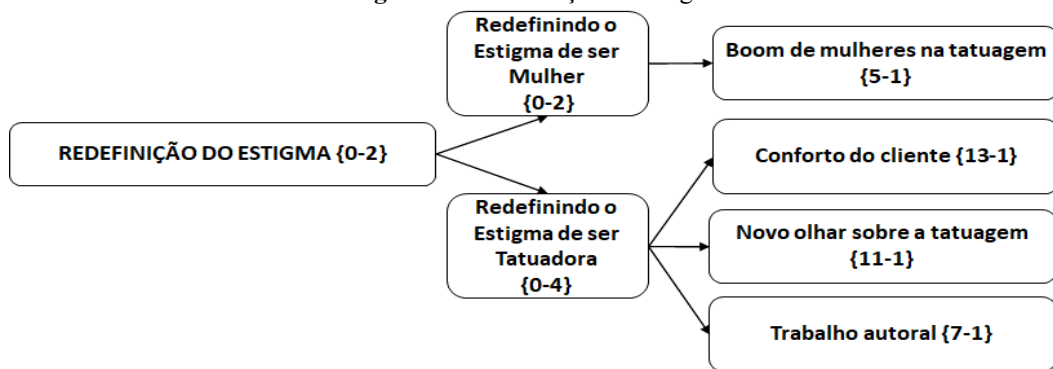 Redefinindo o
Estigma de ser
Mulher
{0-2}
Boom de mulheres na tatuagem
{5-1}
REDEFINIÇÃO DO ESTIGMA {0-2}
Conforto do cliente {13-1}
Redefinindo o
Estigma de ser
Tatuadora
{0-4}
Novo olhar sobre a tatuagem
{11-1}
Trabalho autoral {7-1}